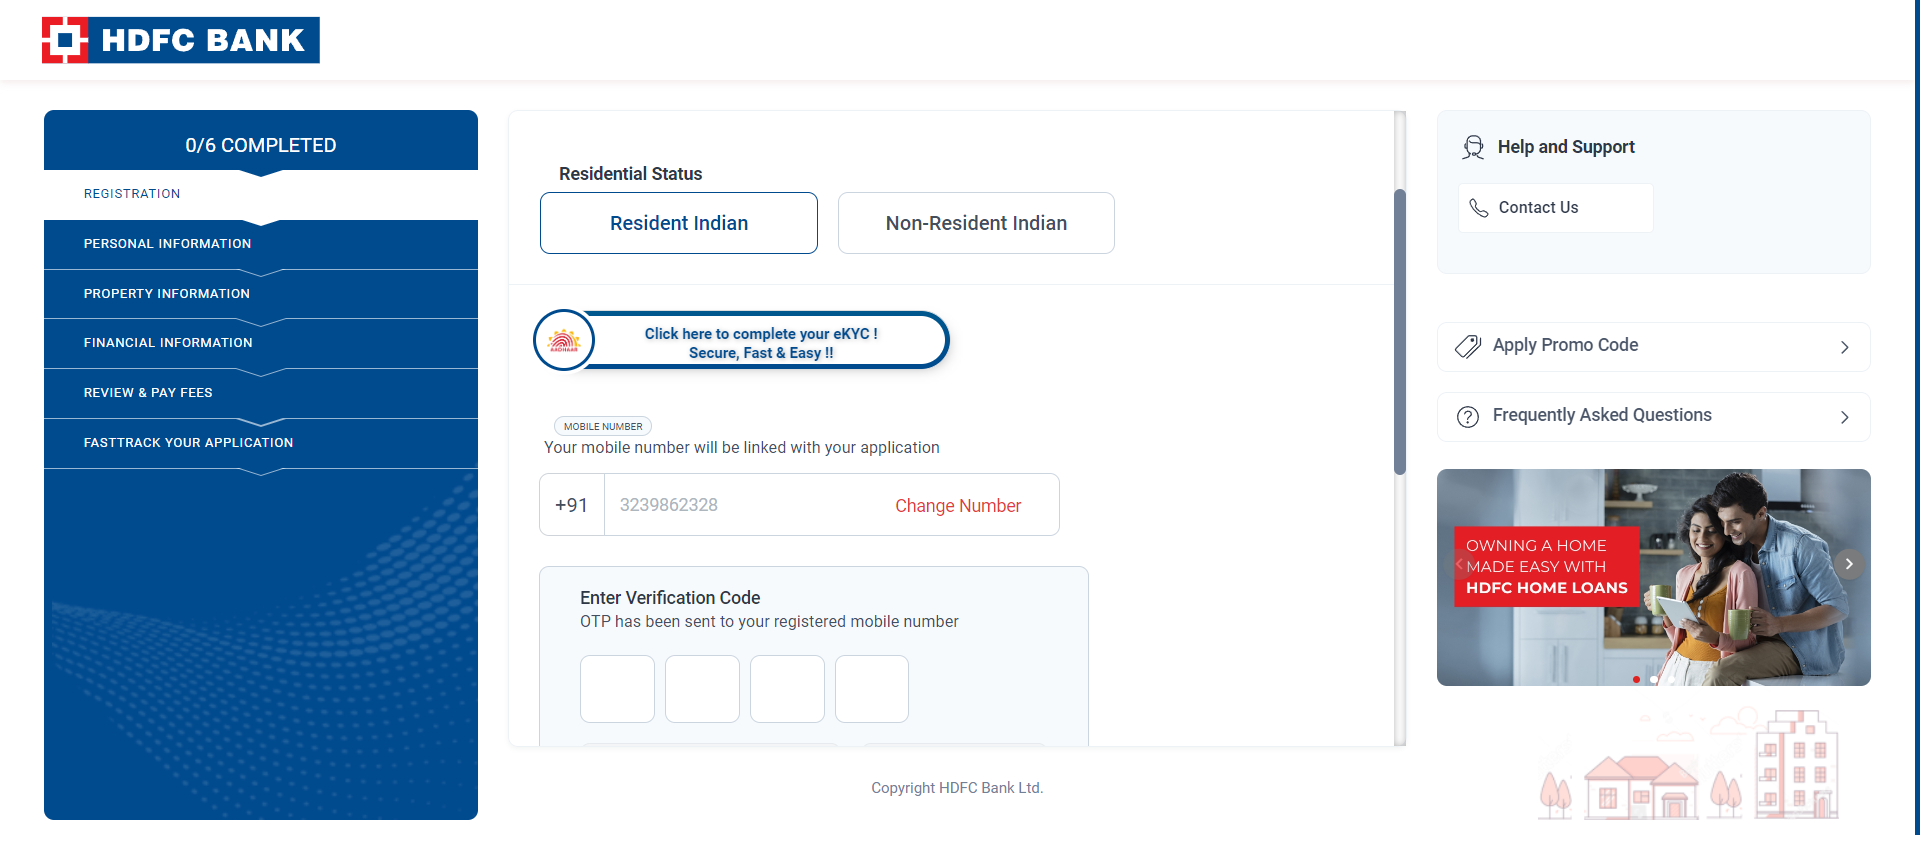 HDFC BANK
0/6 COMPLETED
REGISTRATION
PERSONAL INFORMATION
PROPERTY INFORMATION
FINANCIAL INFORMATION
REVIEW & PAY FEES
FASTTRACK YOUR APPLICATION
Residential Status
Resident Indian
Non-Resident Indian
AADHAAR
Click here to complete your eKYC !
Secure, Fast & Easy !!
MOBILE NUMBER
Your mobile number will be linked with your application
+91
3239862328
Change Number
Enter Verification Code
OTP has been sent to your registered mobile number
Help and Support
Contact Us
Apply Promo Code
Frequently Asked Questions
OWNING A HOME
MADE EASY WITH
HDFC HOME LOANS
Copyright HDFC Bank Ltd.